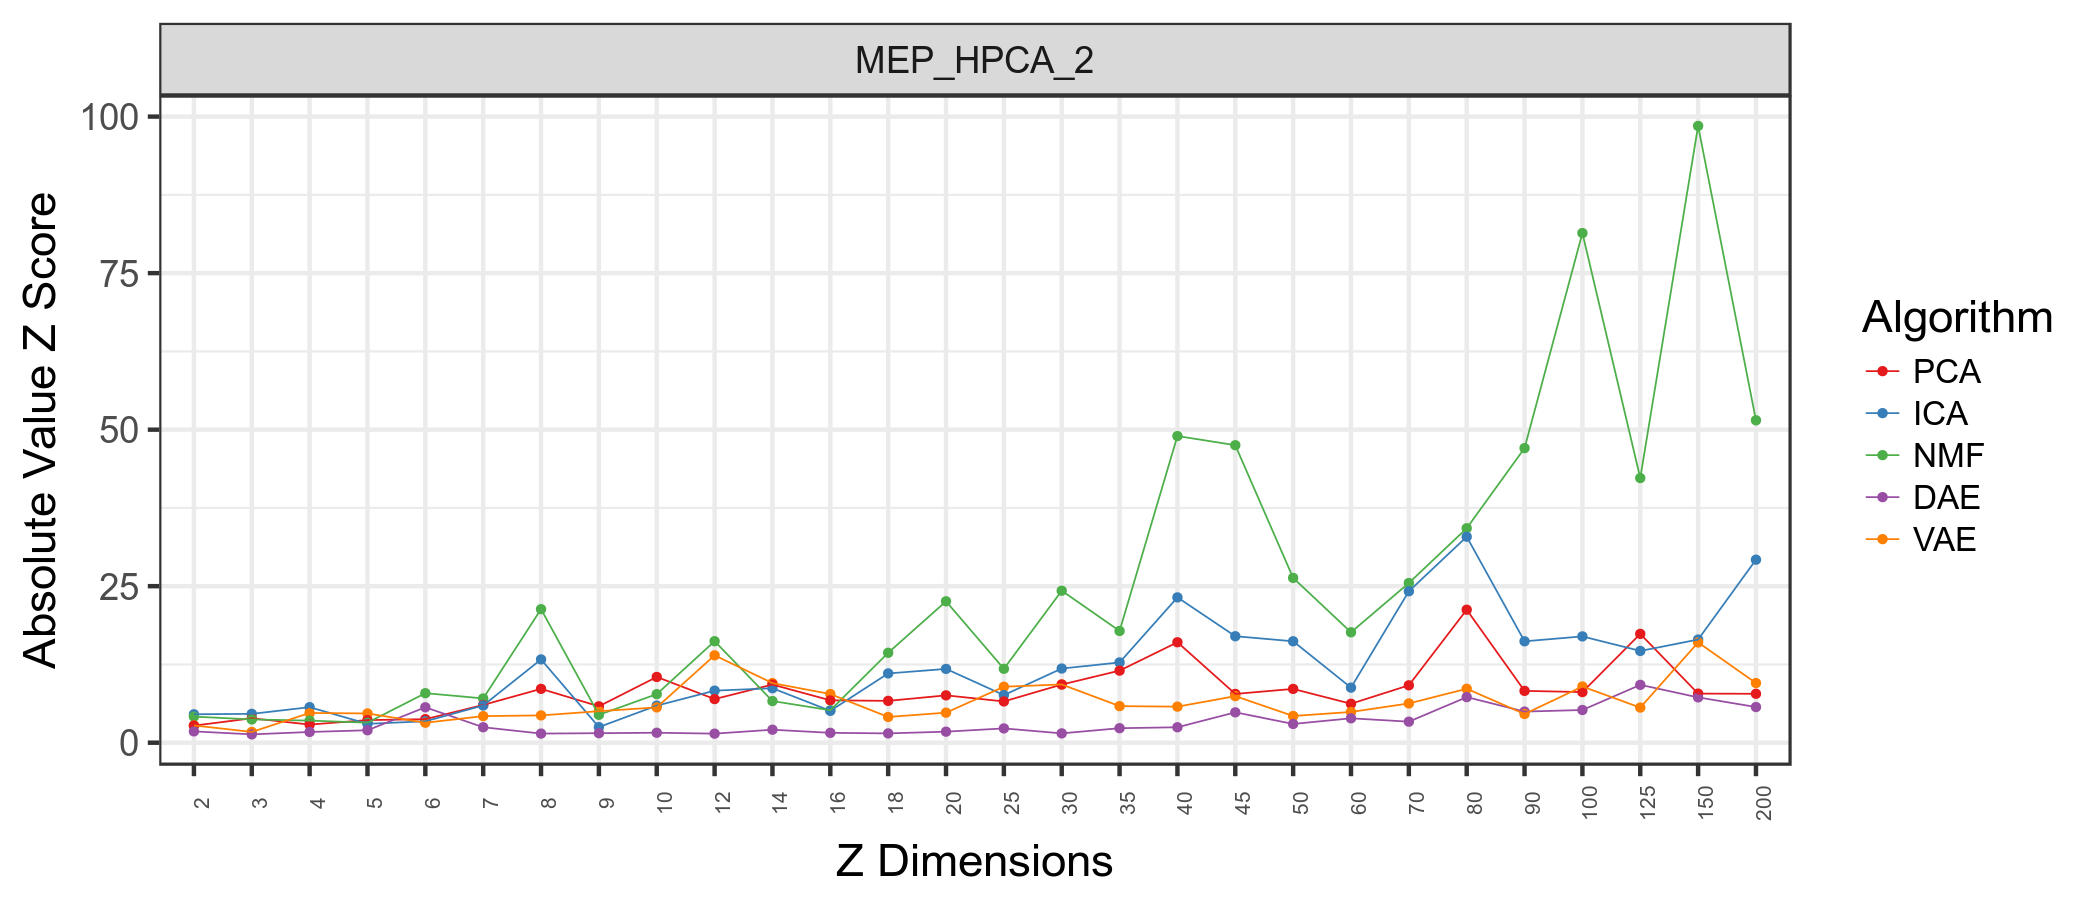 MEP_HPCA_2
Absolute Value Z Score
100
75
50
25
0
2 3 4 5 6 7 8 9 10 12 14 16 18 20 25 30 35 40 45 50 60 70 80 90 100 125 150 200
Z Dimensions
Algorithm
PCA
ICA
NMF
DAE
VAE